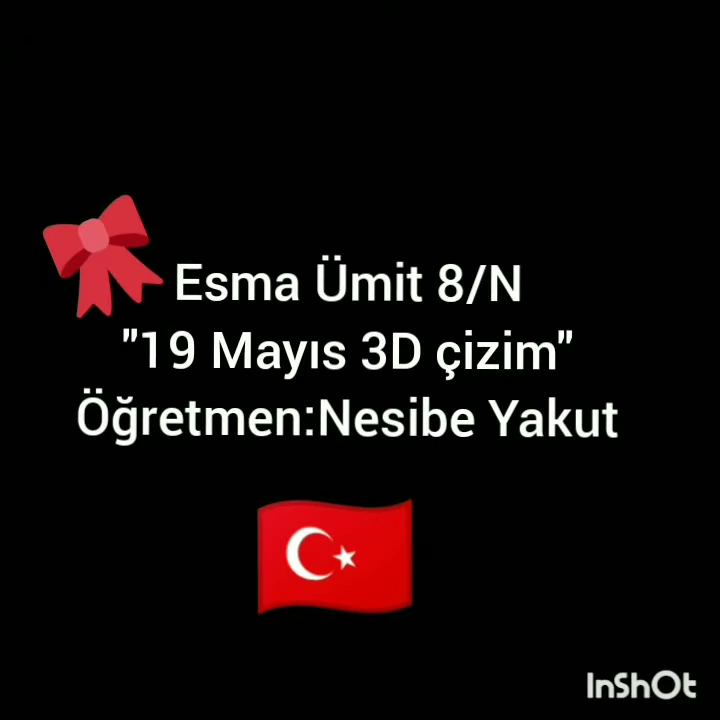 Esma Ümit 8/N
"19 Mayıs 3D çizim"
Öğretmen:Nesibe Yakut
InShOt